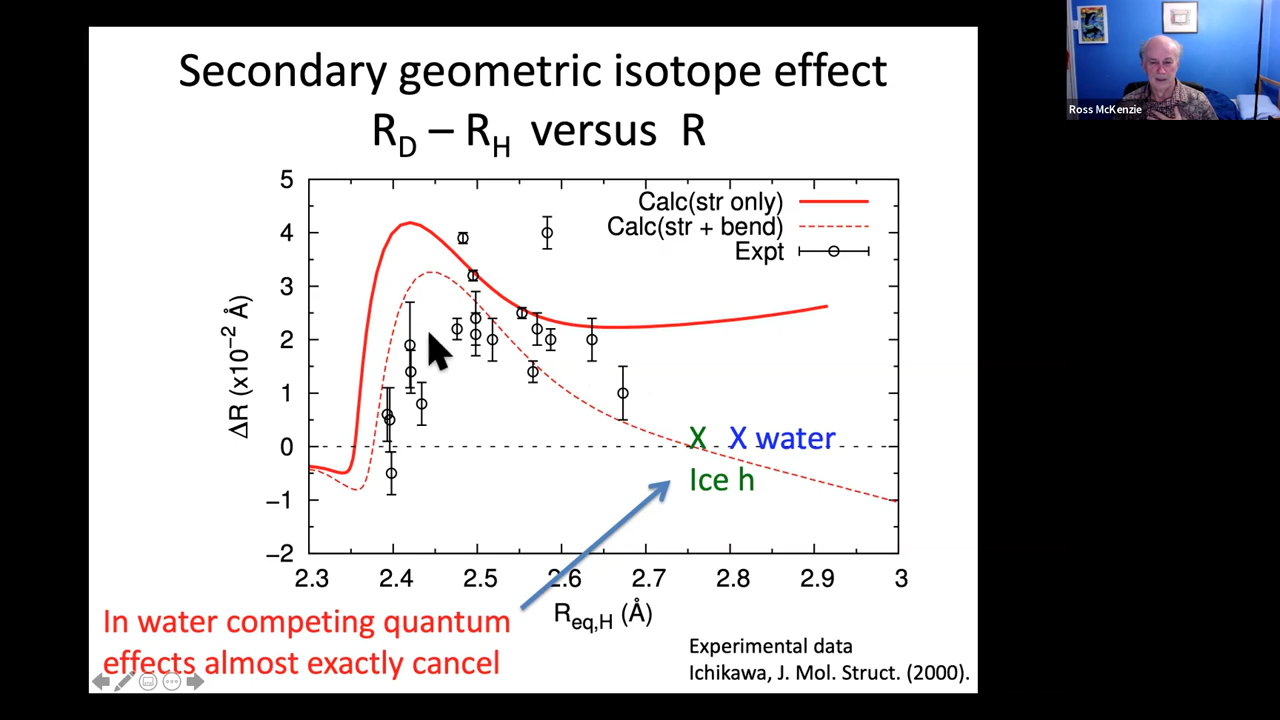 Secondary geometric isotope effect
R_D – R_H versus R
5
4
3
2
1
0
−1
−2
ΔR (x10⁻² Å)
Calc(str only)
Calc(str + bend)
Expt
X X water
Ice h
2.3 2.4 2.5 2.6 2.7 2.8 2.9 3
R_eq,H (Å)
In water competing quantum
effects almost exactly cancel
Experimental data
Ichikawa, J. Mol. Struct. (2000).
Ross McKenzie